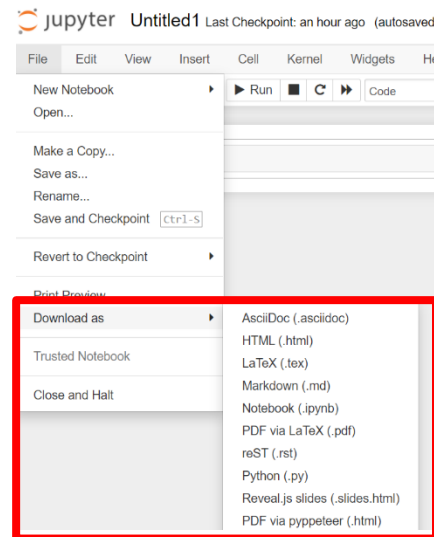 jupyter Untitled1 Last Checkpoint: an hour ago (autosaved
File Edit View Insert Cell Kernel Widgets He
New Notebook
Run Code
Open...
Make a Copy...
Save as...
Rename...
Save and Checkpoint Ctrl-S
Revert to Checkpoint
Print Preview
Download as
AsciiDoc (.asciidoc)
HTML (.html)
Trusted Notebook
LaTeX (.tex)
Markdown (.md)
Close and Halt
Notebook (.ipynb)
PDF via LaTeX (.pdf)
reST (.rst)
Python (.py)
Reveal.js slides (.slides.html)
PDF via pyppeteer (.html)